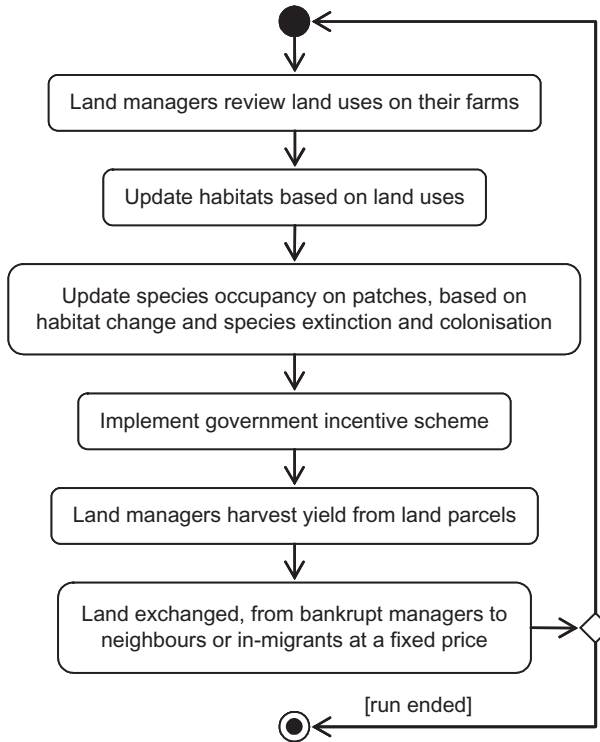 Land managers review land uses on their farms
Update habitats based on land uses
Update species occupancy on patches, based on
habitat change and species extinction and colonisation
Implement government incentive scheme
Land managers harvest yield from land parcels
Land exchanged, from bankrupt managers to
neighbours or in-migrants at a fixed price
[run ended]